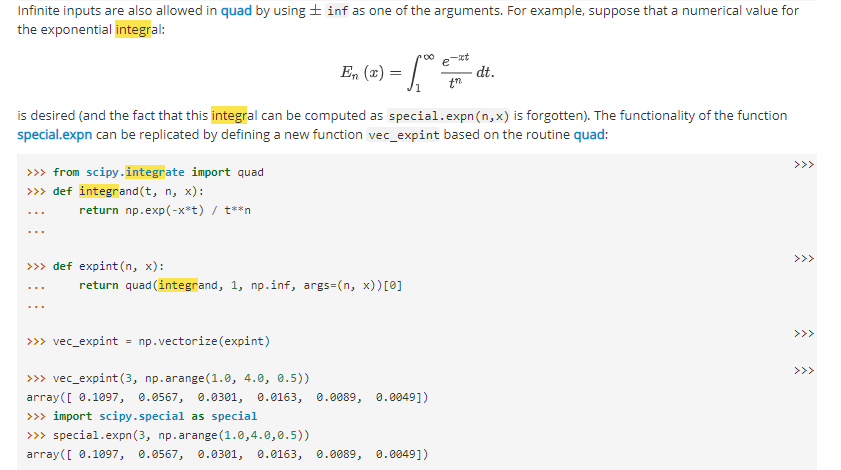 Infinite inputs are also allowed in quad by using ± inf as one of the arguments. For example, suppose that a numerical value for
the exponential integral:
Eₙ (x) = ∫₁^∞ e^(-xt) / tⁿ dt.
is desired (and the fact that this integral can be computed as special.expn(n,x) is forgotten). The functionality of the function
special.expn can be replicated by defining a new function vec_expint based on the routine quad:
>>>
>>> from scipy.integrate import quad
>>> def integrand(t, n, x):
...     return np.exp(-x*t) / t**n
...
>>>
>>> def expint(n, x):
...     return quad(integrand, 1, np.inf, args=(n, x))[0]
...
>>>
>>> vec_expint = np.vectorize(expint)
>>>
>>> vec_expint(3, np.arange(1.0, 4.0, 0.5))
array([ 0.1097,  0.0567,  0.0301,  0.0163,  0.0089,  0.0049])
>>> import scipy.special as special
>>> special.expn(3, np.arange(1.0,4.0,0.5))
array([ 0.1097,  0.0567,  0.0301,  0.0163,  0.0089,  0.0049])